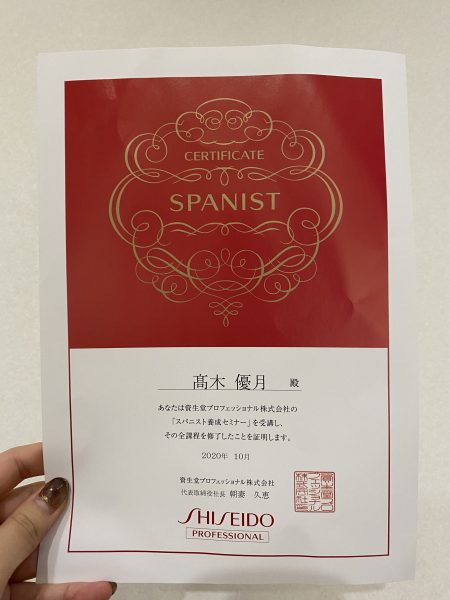 CERTIFICATE
SPANIST
髙木 優月 殿
あなたは資生堂プロフェッショナル株式会社の
「スパニスト養成セミナー」を受講し、
その全課程を修了したことを証明します。
2020年 10月
資生堂プロフェッショナル株式会社
代表取締役社長 朝妻 久恵
SHISEIDO
PROFESSIONAL